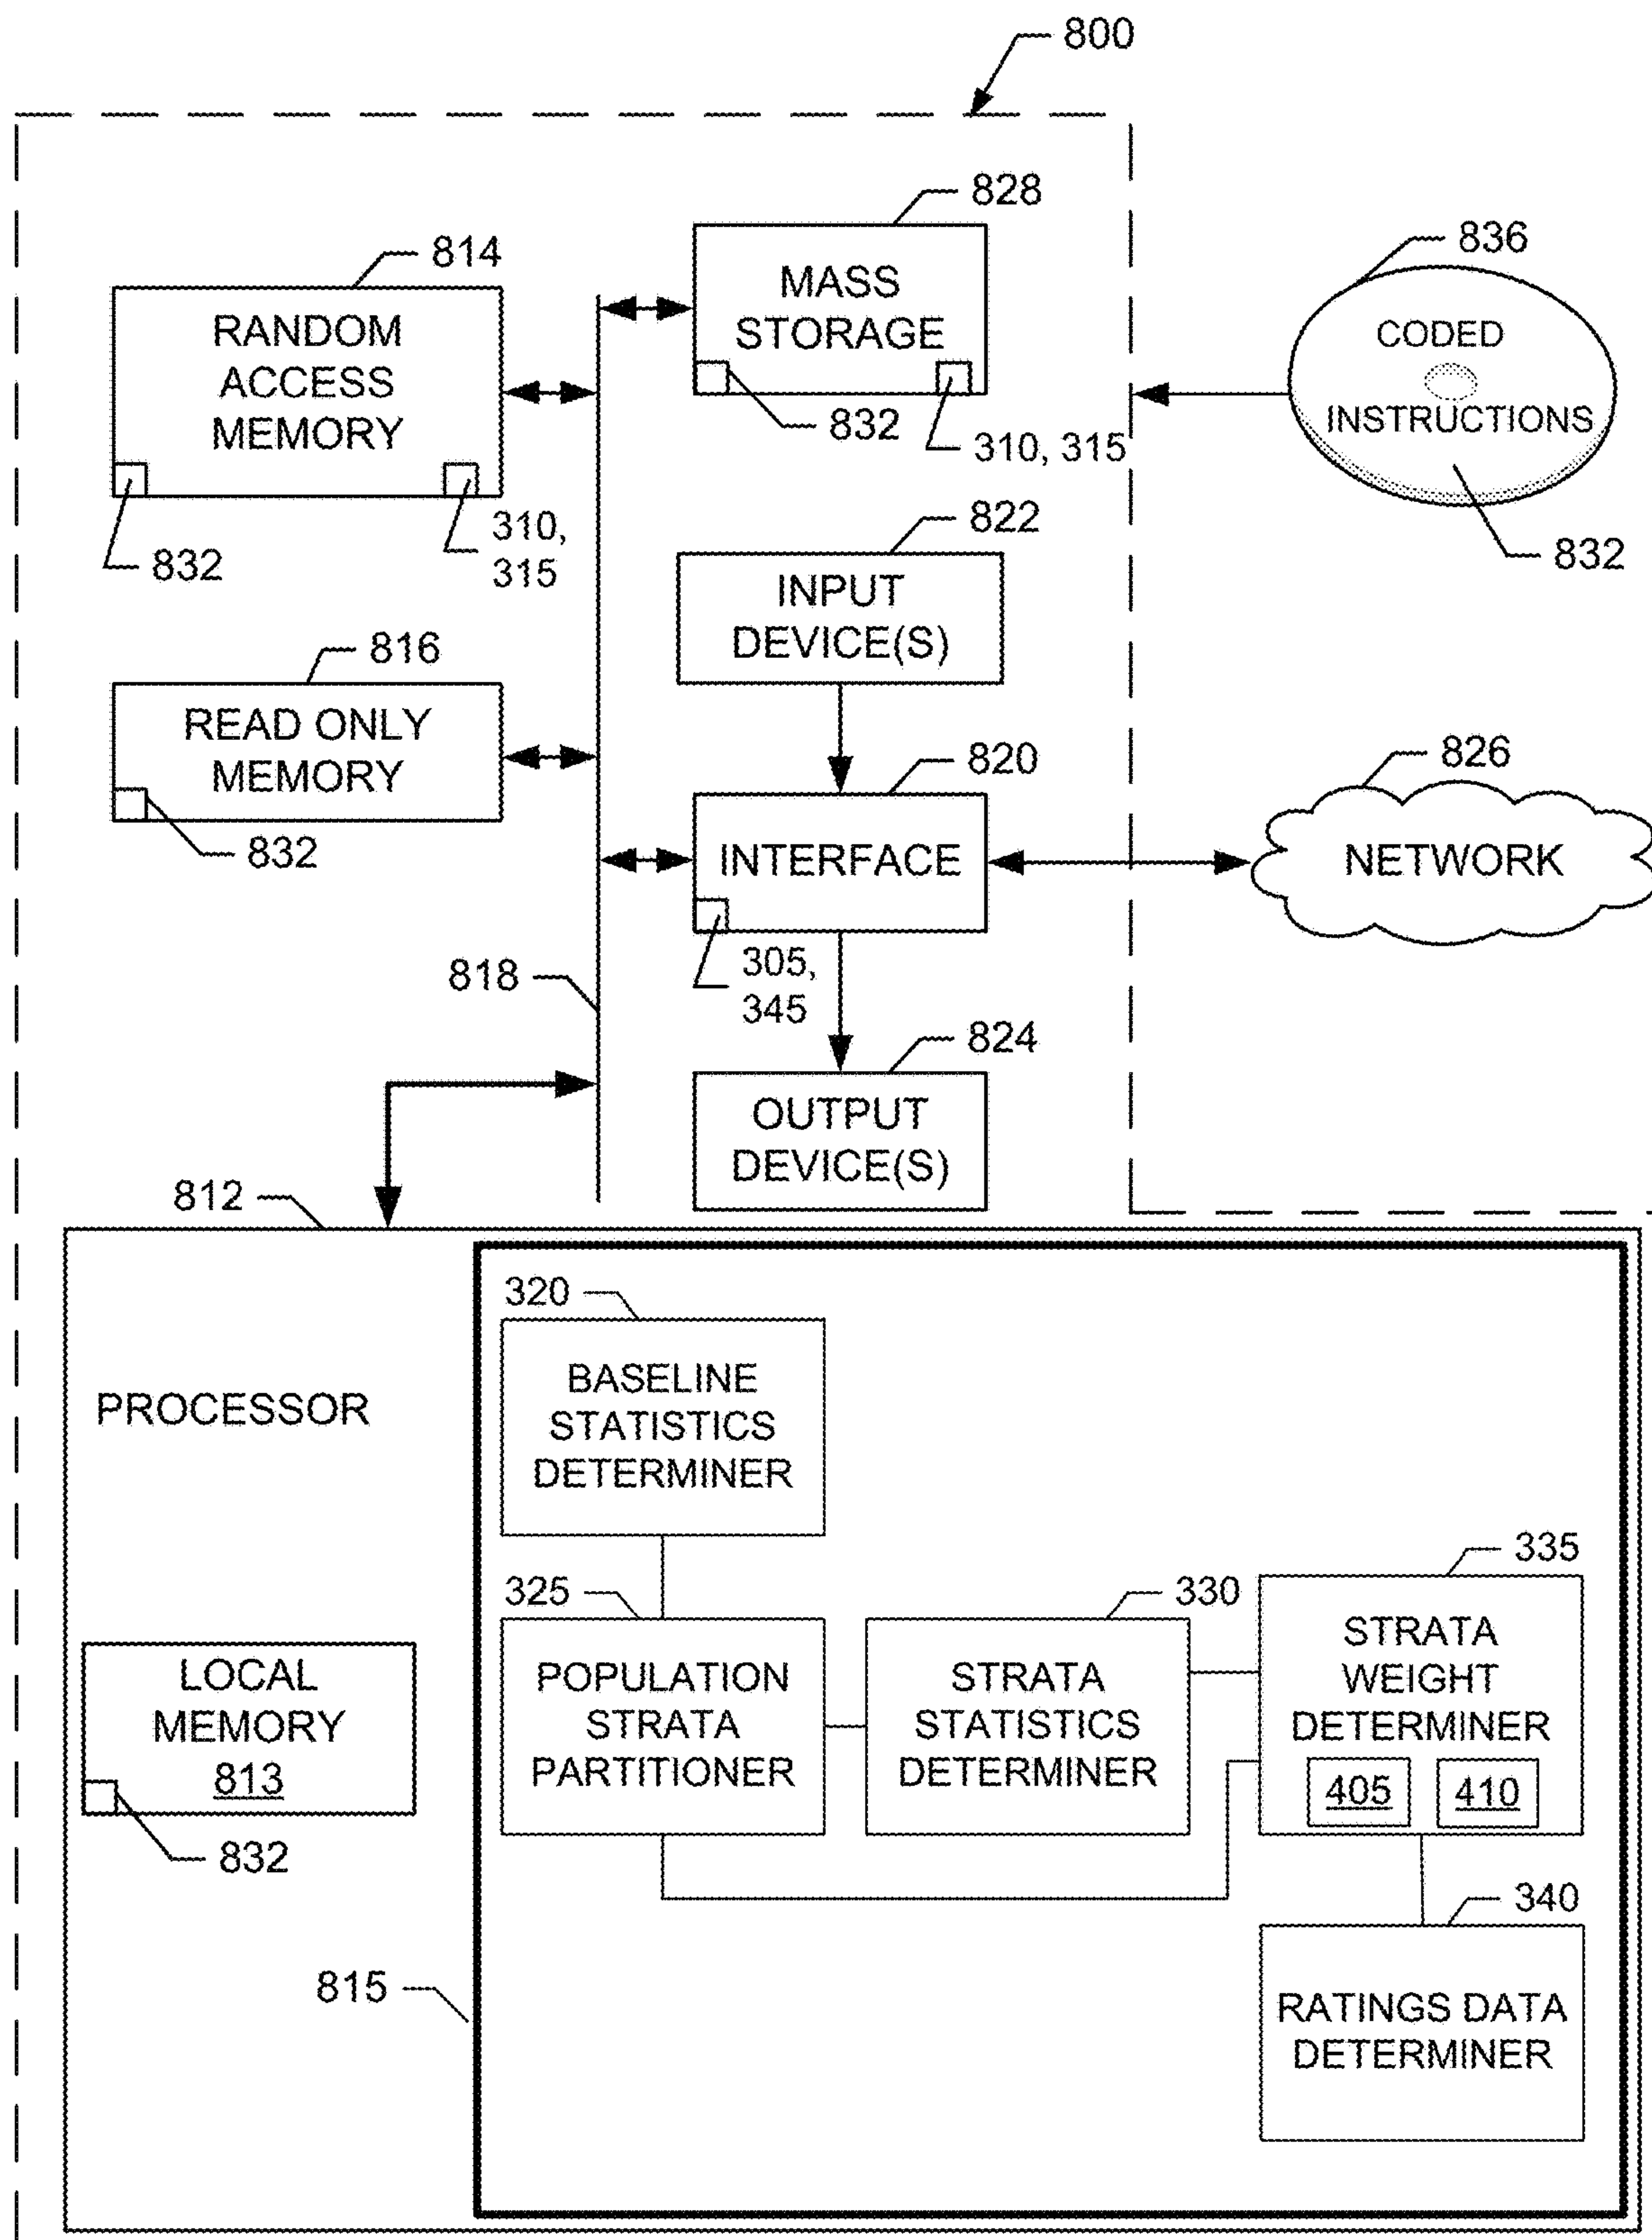 800
828
MASS
STORAGE
832
310, 315
814
RANDOM
ACCESS
MEMORY
832
310,
315
836
CODED
INSTRUCTIONS
832
822
INPUT
DEVICE(S)
816
READ ONLY
MEMORY
832
820
INTERFACE
305,
345
826
NETWORK
818
824
OUTPUT
DEVICE(S)
812
PROCESSOR
LOCAL
MEMORY
813
832
815
320
BASELINE
STATISTICS
DETERMINER
325
POPULATION
STRATA
PARTITIONER
330
STRATA
STATISTICS
DETERMINER
335
STRATA
WEIGHT
DETERMINER
405
410
340
RATINGS DATA
DETERMINER